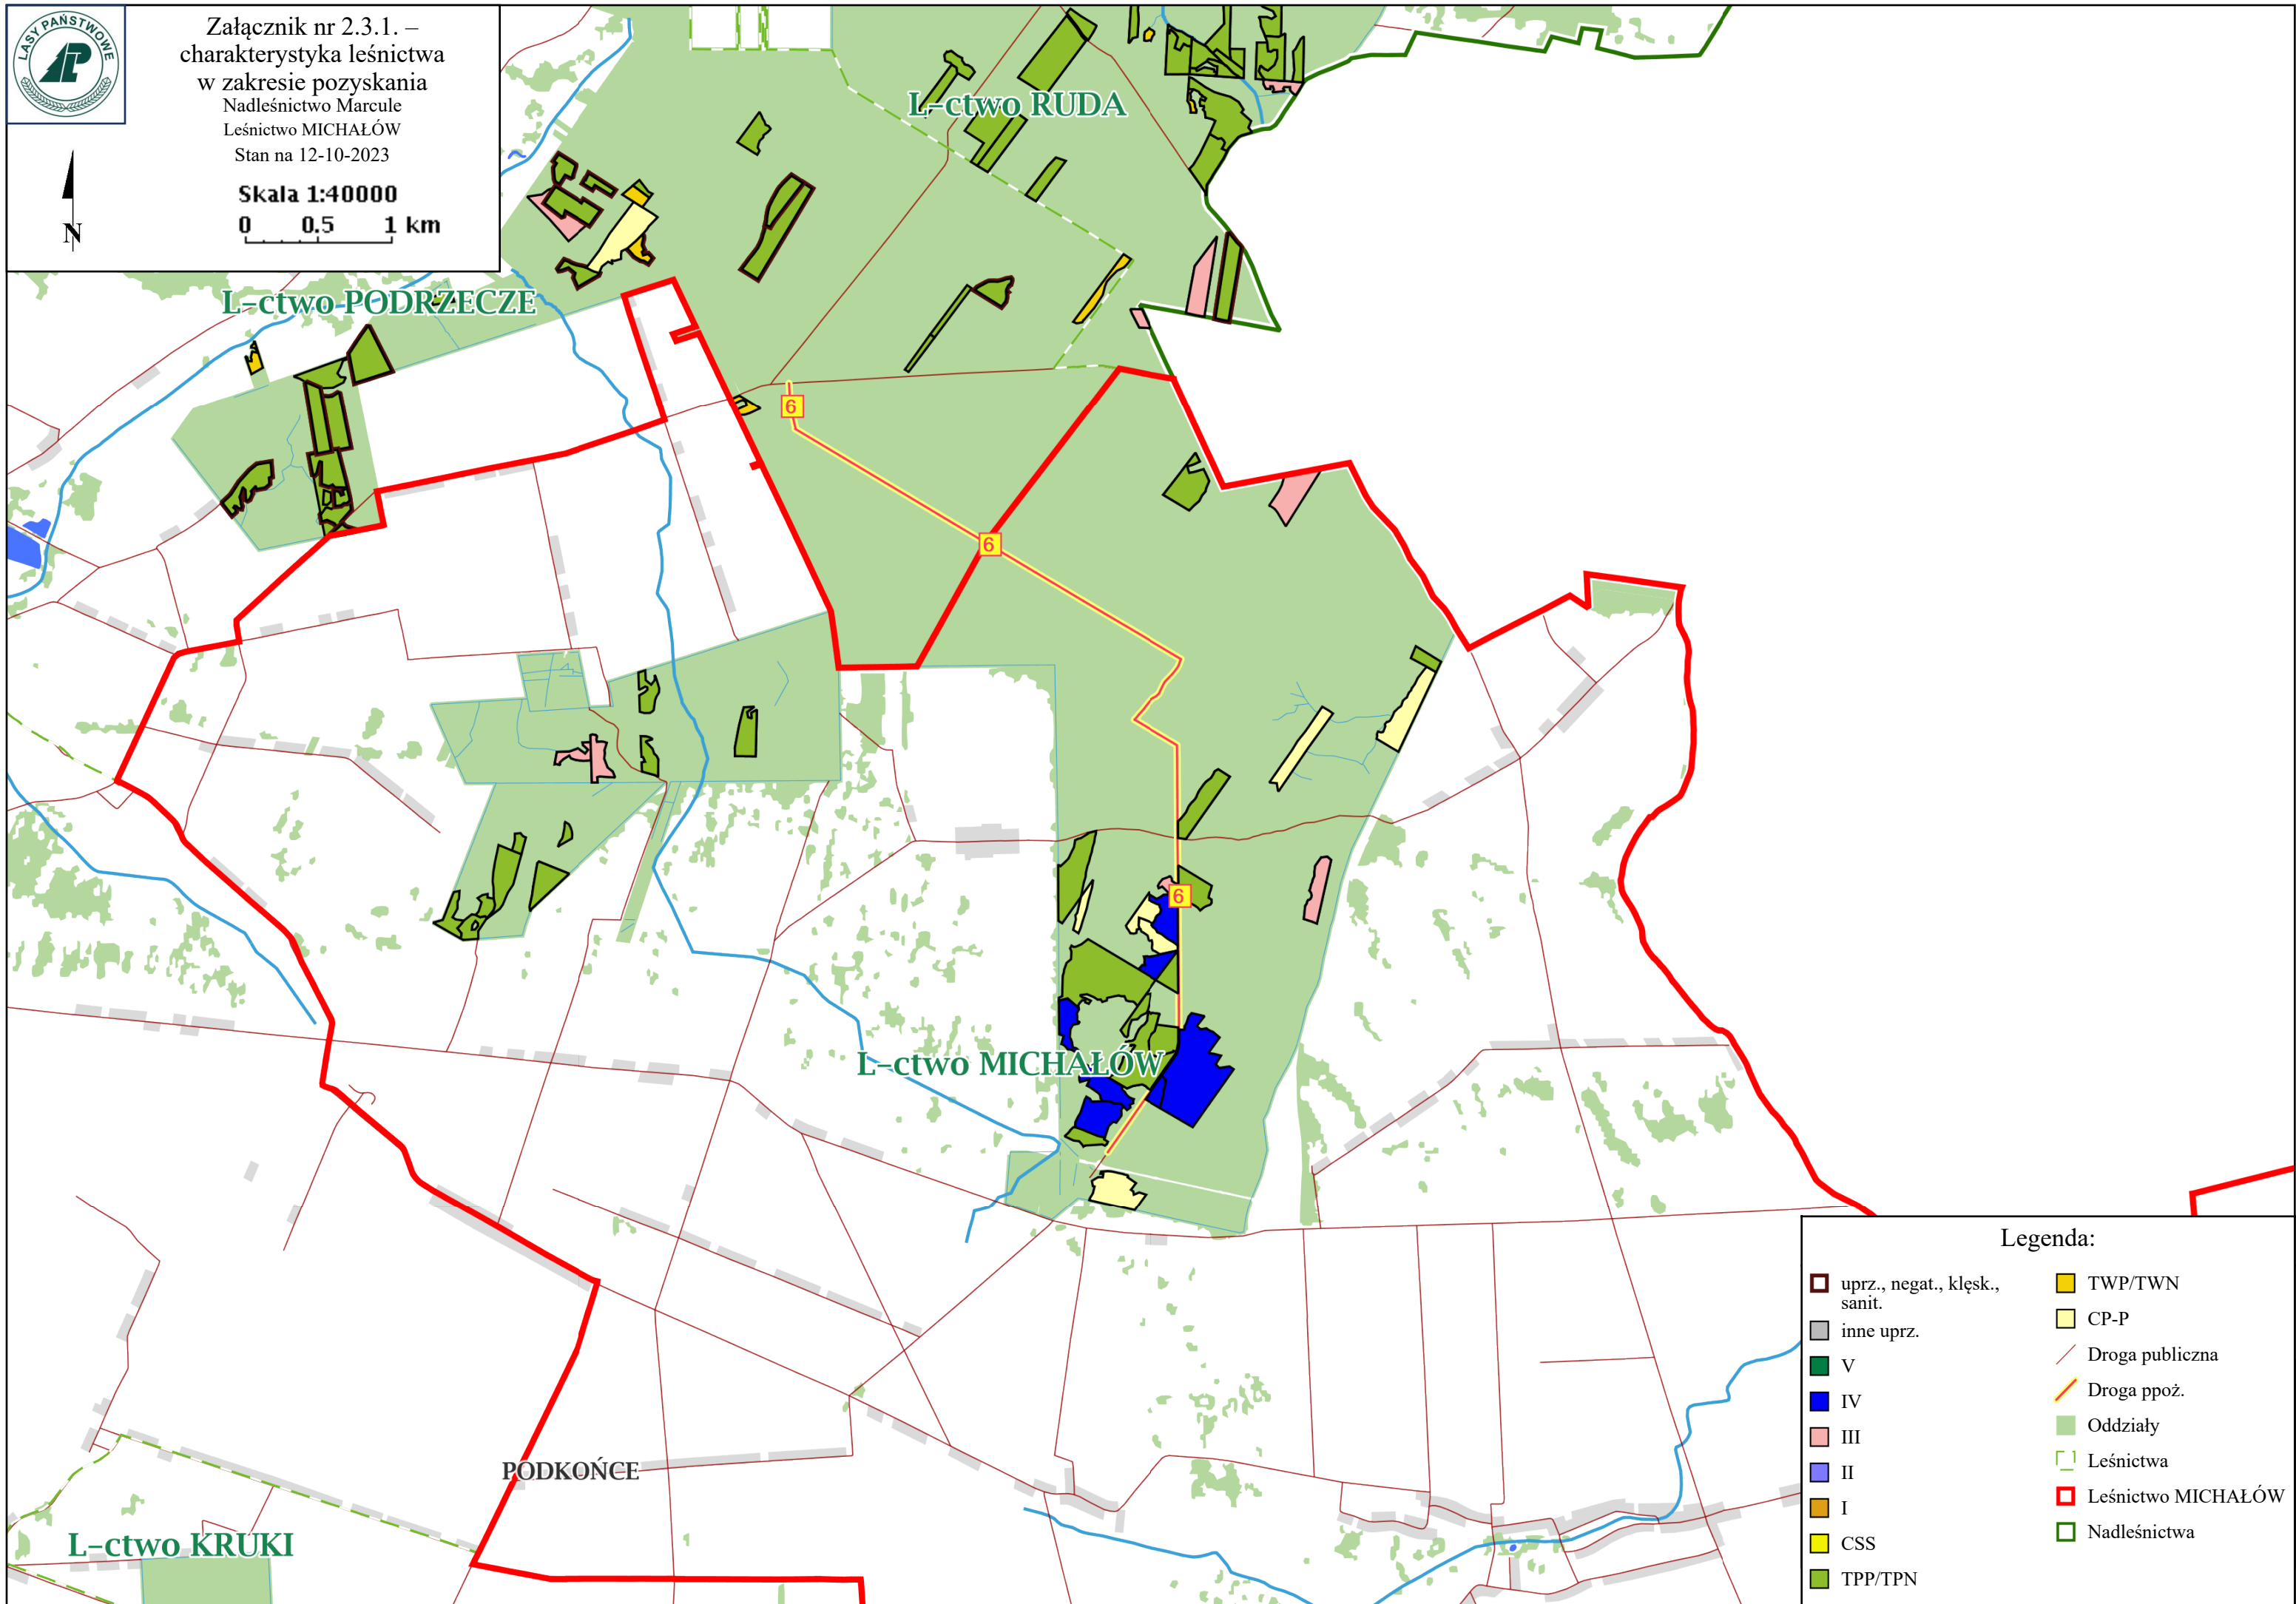 LASY PAŃSTWOWE
Załącznik nr 2.3.1. –
charakterystyka leśnictwa
w zakresie pozyskania
Nadleśnictwo Marcule
Leśnictwo MICHAŁÓW
Stan na 12-10-2023
Skala 1:40000
0 0.5 1 km
N
L-ctwo RUDA
L-ctwo PODRZECZE
6
6
6
L-ctwo MICHAŁÓW
PODKOŃCE
L-ctwo KRUKI
Legenda:
uprz., negat., klęsk.,
sanit.
inne uprz.
V
IV
III
II
I
CSS
TPP/TPN
TWP/TWN
CP-P
Droga publiczna
Droga ppoż.
Oddziały
Leśnictwa
Leśnictwo MICHAŁÓW
Nadleśnictwa